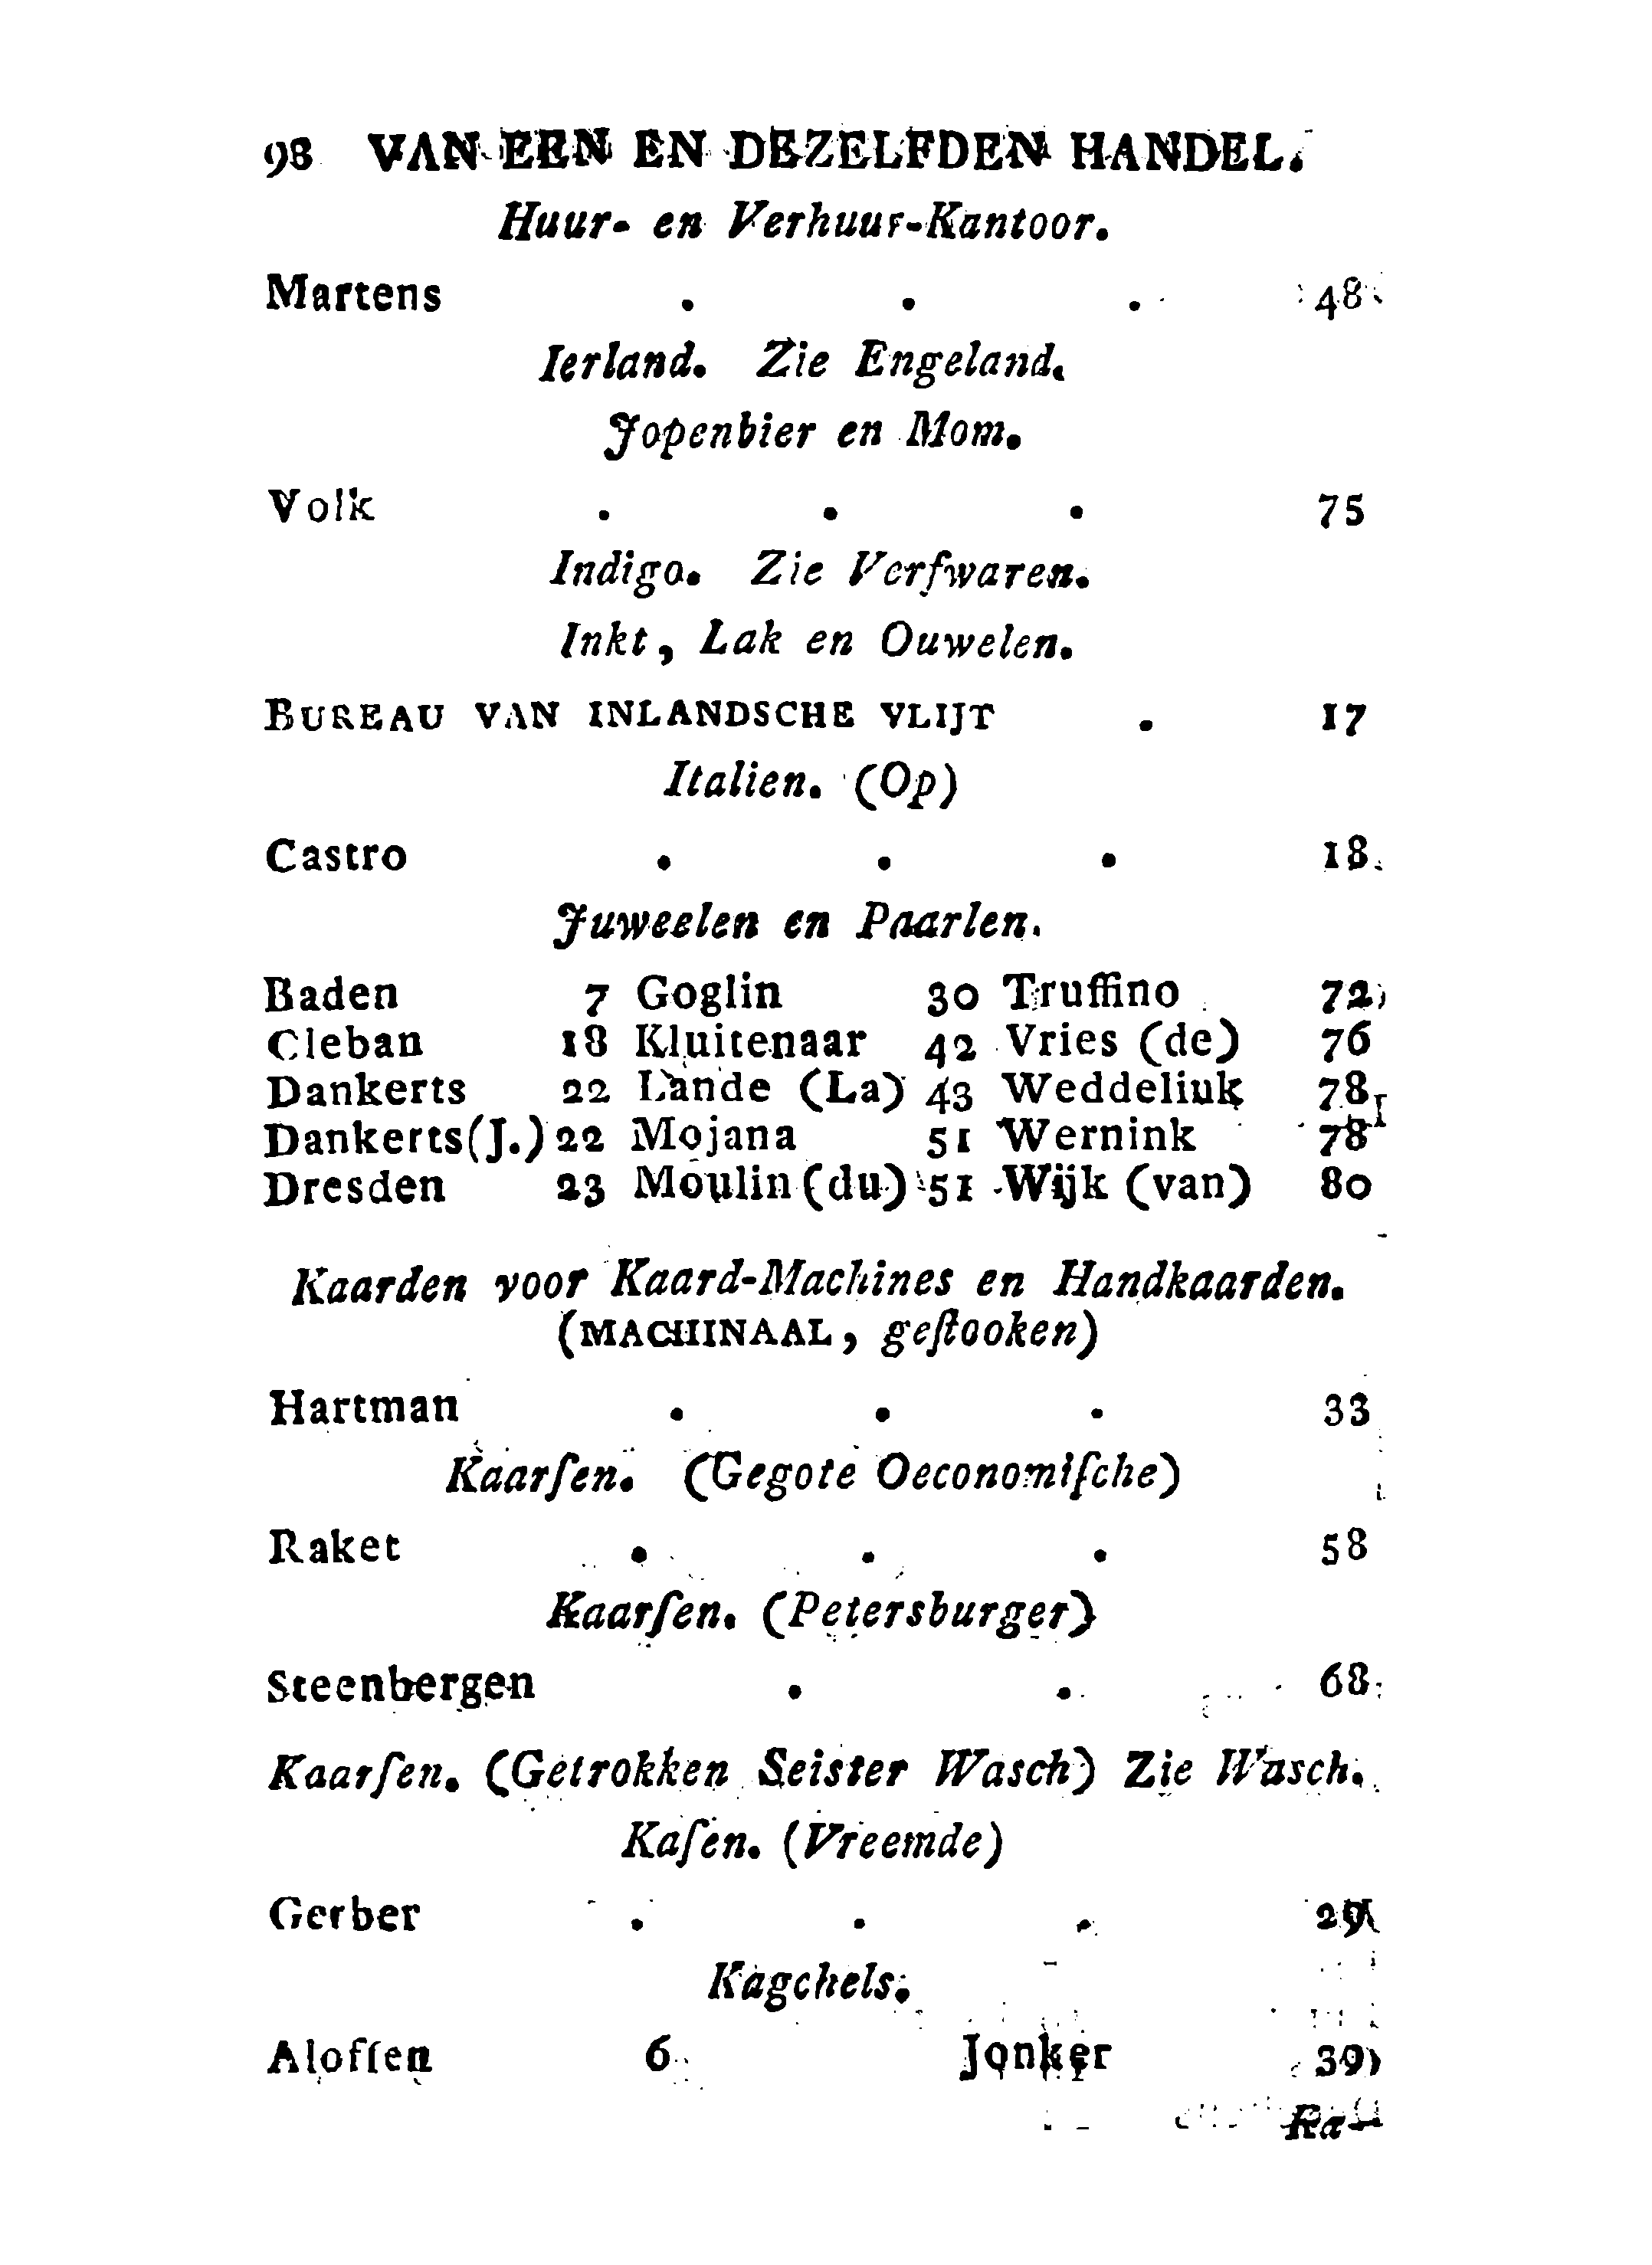 98 VAN EEN EN DEZELFDEN HANDEL.
Huur- en Verhuur-Kantoor.
Martens . . . 48
Ierland. Zie Engeland.
Jopenbier en Mom.
Volk . . . 75
Indigo. Zie Verfwaren.
Inkt, Lak en Ouwelen.
BUREAU VAN INLANDSCHE VLIJT . 17
Italien. (Op)
Castro . . . 18
Juweelen en Paarlen.
Baden 7 Goglin 30 Truffino 72
Cleban 18 Kluitenaar 42 Vries (de) 76
Dankerts 22 Lande (La) 43 Weddelink 78
Dankerts (J.) 22 Mojana 51 Wernink 78
Dresden 23 Moulin (du) 51 Wijk (van) 80
Kaarden voor Kaard-Machines en Handkaarden.
(MACHINAAL, geſtooken)
Hartman . . . 33
Kaarſen. (Gegote Oeconomiſche)
Raket . . . 58
Kaarſen. (Petersburger)
Steenbergen . . 68
Kaarſen. (Getrokken Seister Wasch) Zie Wasch.
Kaſen. (Vreemde)
Gerber . . . 29
Kagchels.
Aloſſen 6 Jonker 39
Ra-